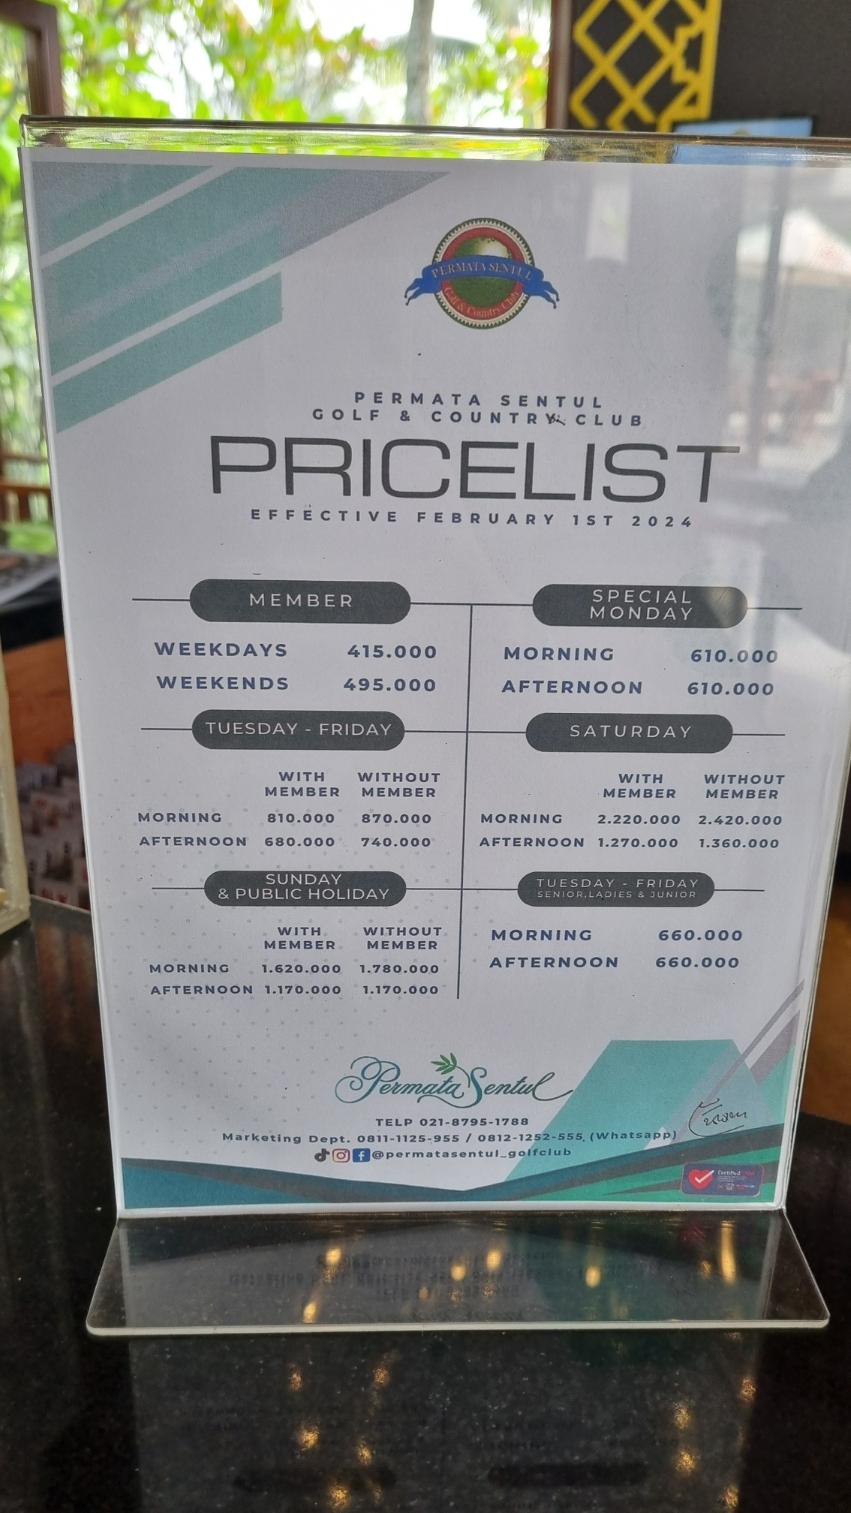 PERMATA SENTUL
Golf & Country Club
PERMATA SENTUL
GOLF & COUNTRY CLUB
PRICELIST
EFFECTIVE FEBRUARY 1ST 2024
MEMBER
WEEKDAYS 415.000
WEEKENDS 495.000
SPECIAL
MONDAY
MORNING 610.000
AFTERNOON 610.000
TUESDAY - FRIDAY
WITH MEMBER WITHOUT MEMBER
MORNING 810.000 870.000
AFTERNOON 680.000 740.000
SATURDAY
WITH MEMBER WITHOUT MEMBER
MORNING 2.220.000 2.420.000
AFTERNOON 1.270.000 1.360.000
SUNDAY
& PUBLIC HOLIDAY
WITH MEMBER WITHOUT MEMBER
MORNING 1.620.000 1.780.000
AFTERNOON 1.170.000 1.170.000
TUESDAY - FRIDAY
SENIOR,LADIES & JUNIOR
MORNING 660.000
AFTERNOON 660.000
Permata Sentul
TELP 021-8795-1788
Marketing Dept. 0811-1125-955 / 0812-1252-555, (Whatsapp)
@permatasentul_golfclub
Certified